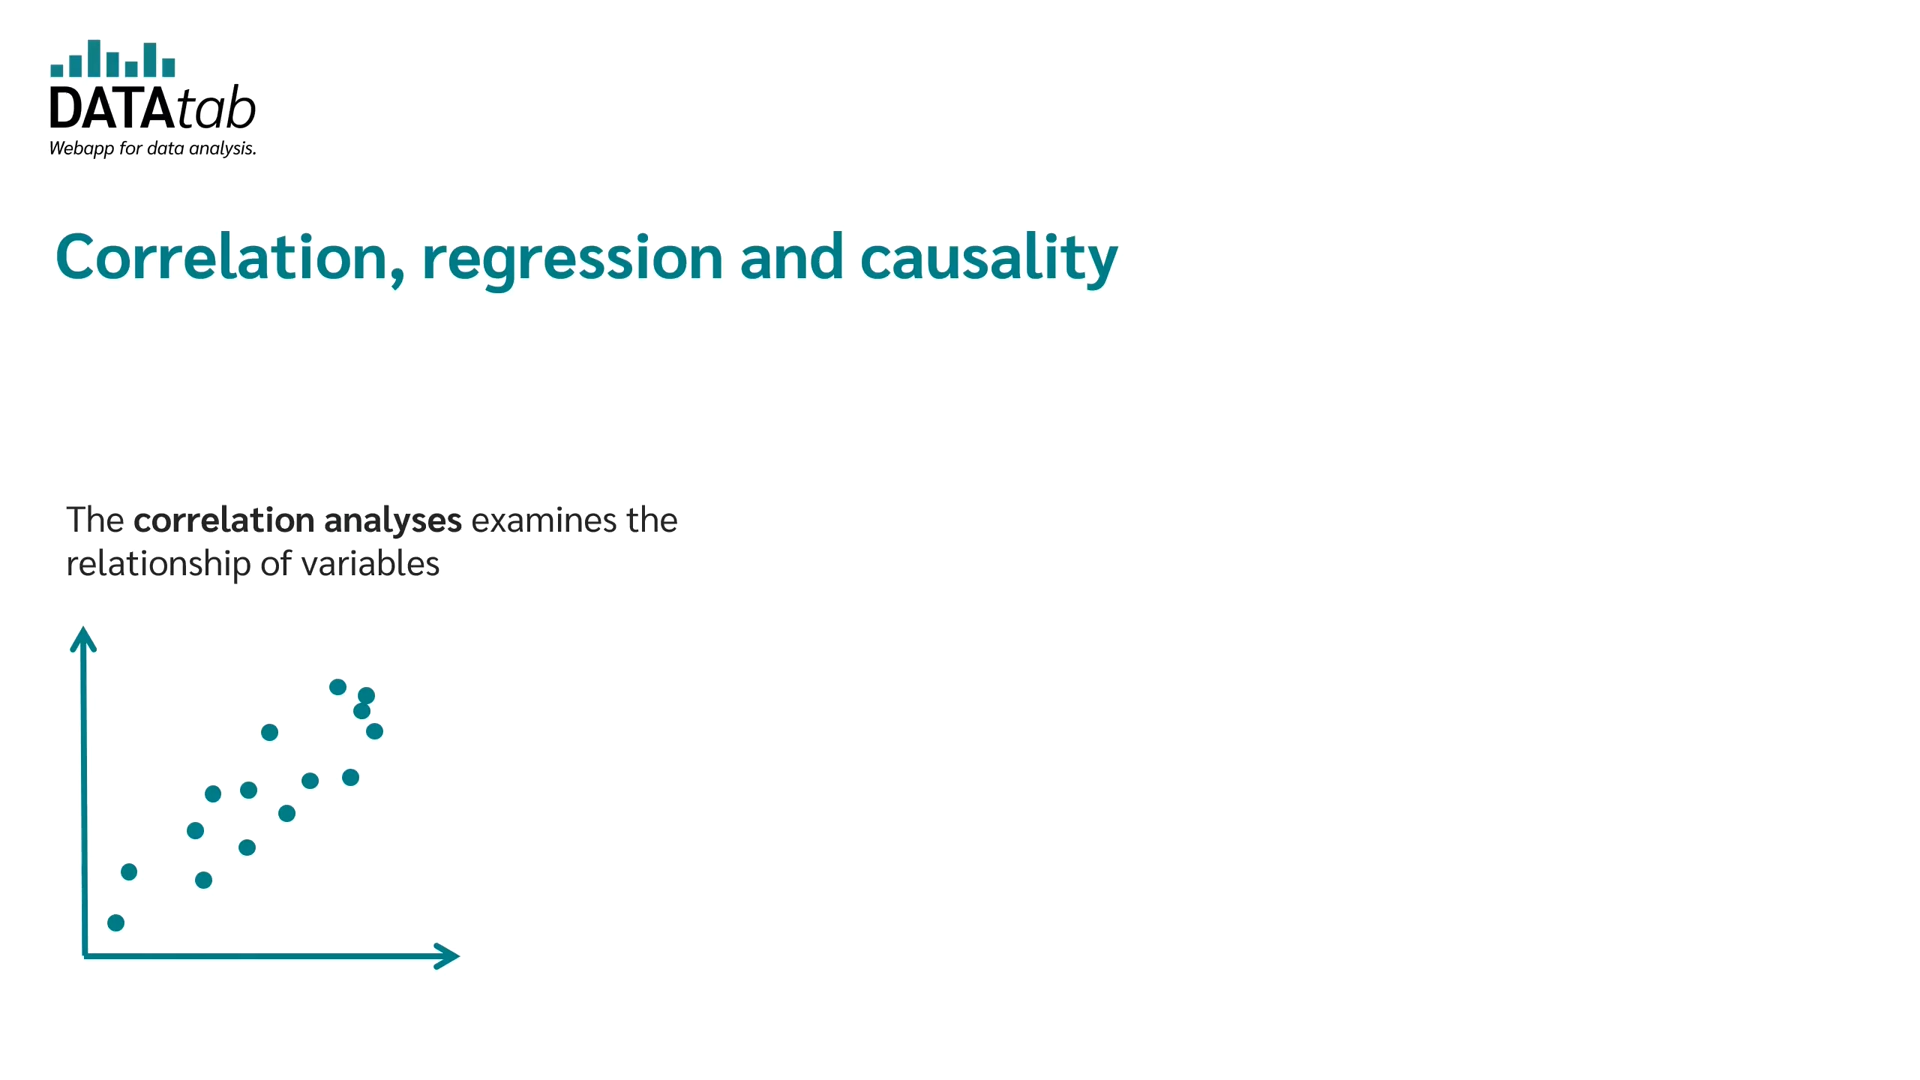 DATAtab
Webapp for data analysis.
Correlation, regression and causality
The correlation analyses examines the
relationship of variables